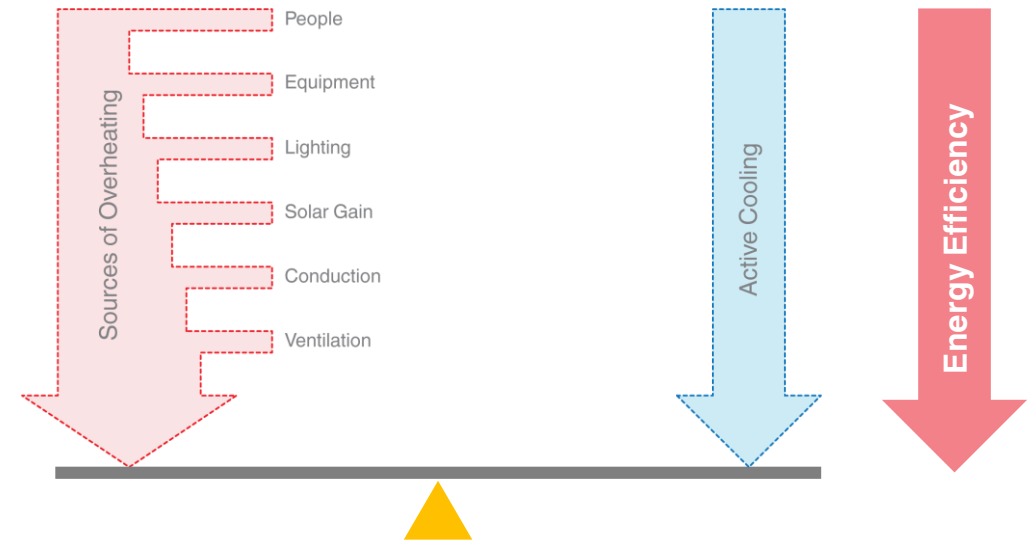 People
Equipment
Lighting
Solar Gain
Conduction
Ventilation
Sources of Overheating
Active Cooling
Energy Efficiency